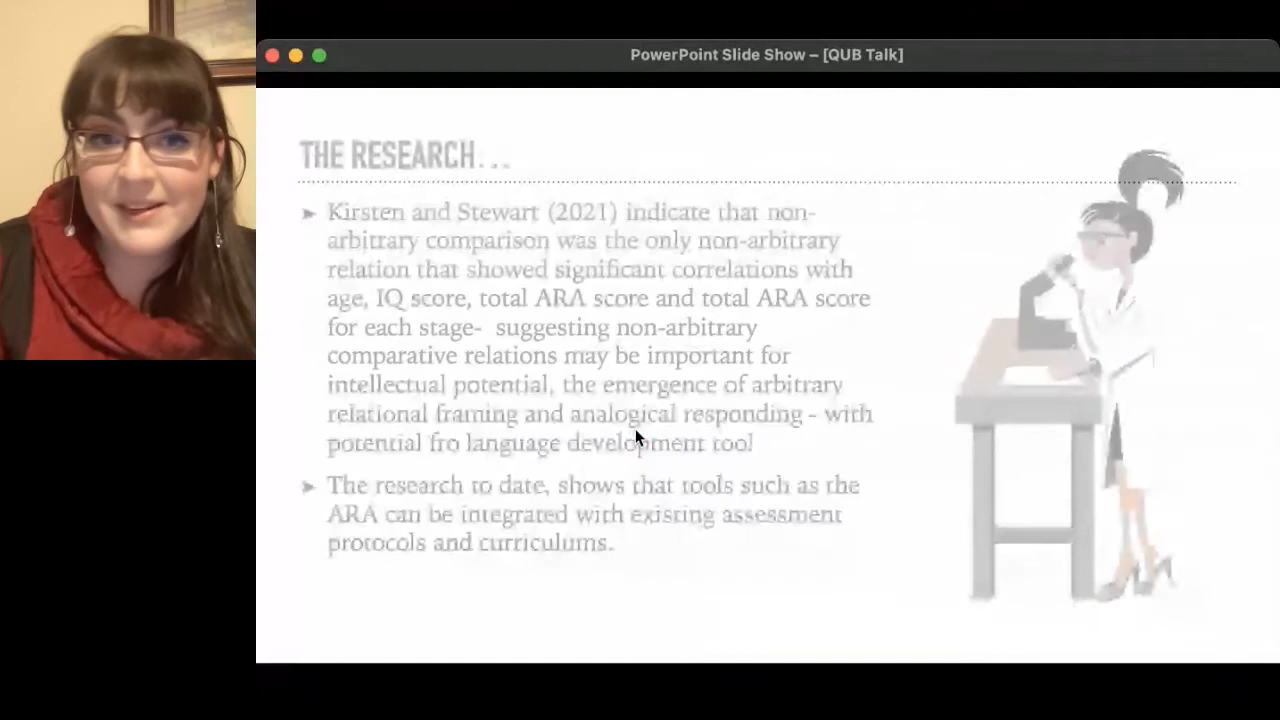 PowerPoint Slide Show – [QUB Talk]
THE RESEARCH...
➤ Kirsten and Stewart (2021) indicate that non-
arbitrary comparison was the only non-arbitrary
relation that showed significant correlations with
age, IQ score, total ARA score and total ARA score
for each stage- suggesting non-arbitrary
comparative relations may be important for
intellectual potential, the emergence of arbitrary
relational framing and analogical responding - with
potential fro language development tool
➤ The research to date, shows that tools such as the
ARA can be integrated with existing assessment
protocols and curriculums.